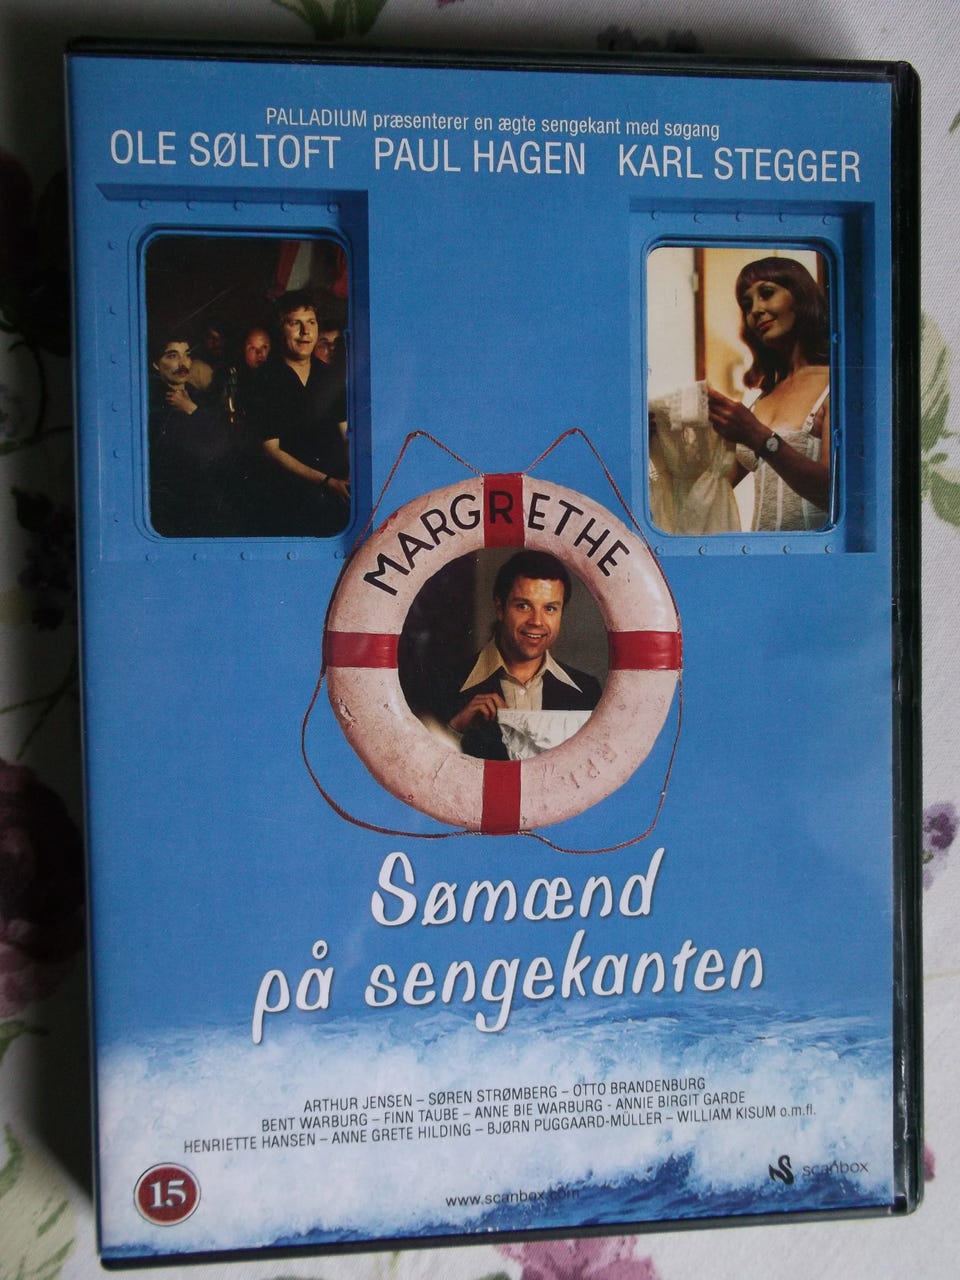 PALLADIUM præsenterer en ægte sengekant med søgang
OLE SØLTOFT PAUL HAGEN KARL STEGGER
MARGRETHE
Sømænd
på sengekanten
ARTHUR JENSEN – SØREN STRØMBERG – OTTO BRANDENBURG
BENT WARBURG – FINN TAUBE – ANNE BIE WARBURG - ANNIE BIRGIT GARDE
HENRIETTE HANSEN – ANNE GRETE HILDING – BJØRN PUGGAARD-MÜLLER – WILLIAM KISUM o.m.fl.
scanbox
15
www.scanbox.com